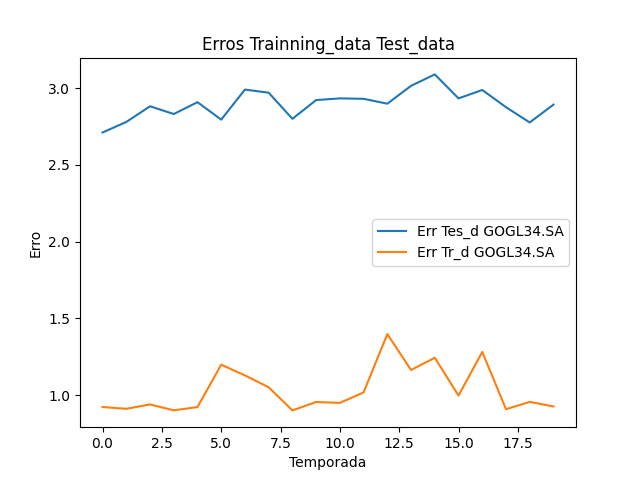 Erros Trainning_data Test_data
3.0
2.5
2.0
1.5
1.0
Erro
Err Tes_d GOGL34.SA
Err Tr_d GOGL34.SA
0.0 2.5 5.0 7.5 10.0 12.5 15.0 17.5
Temporada